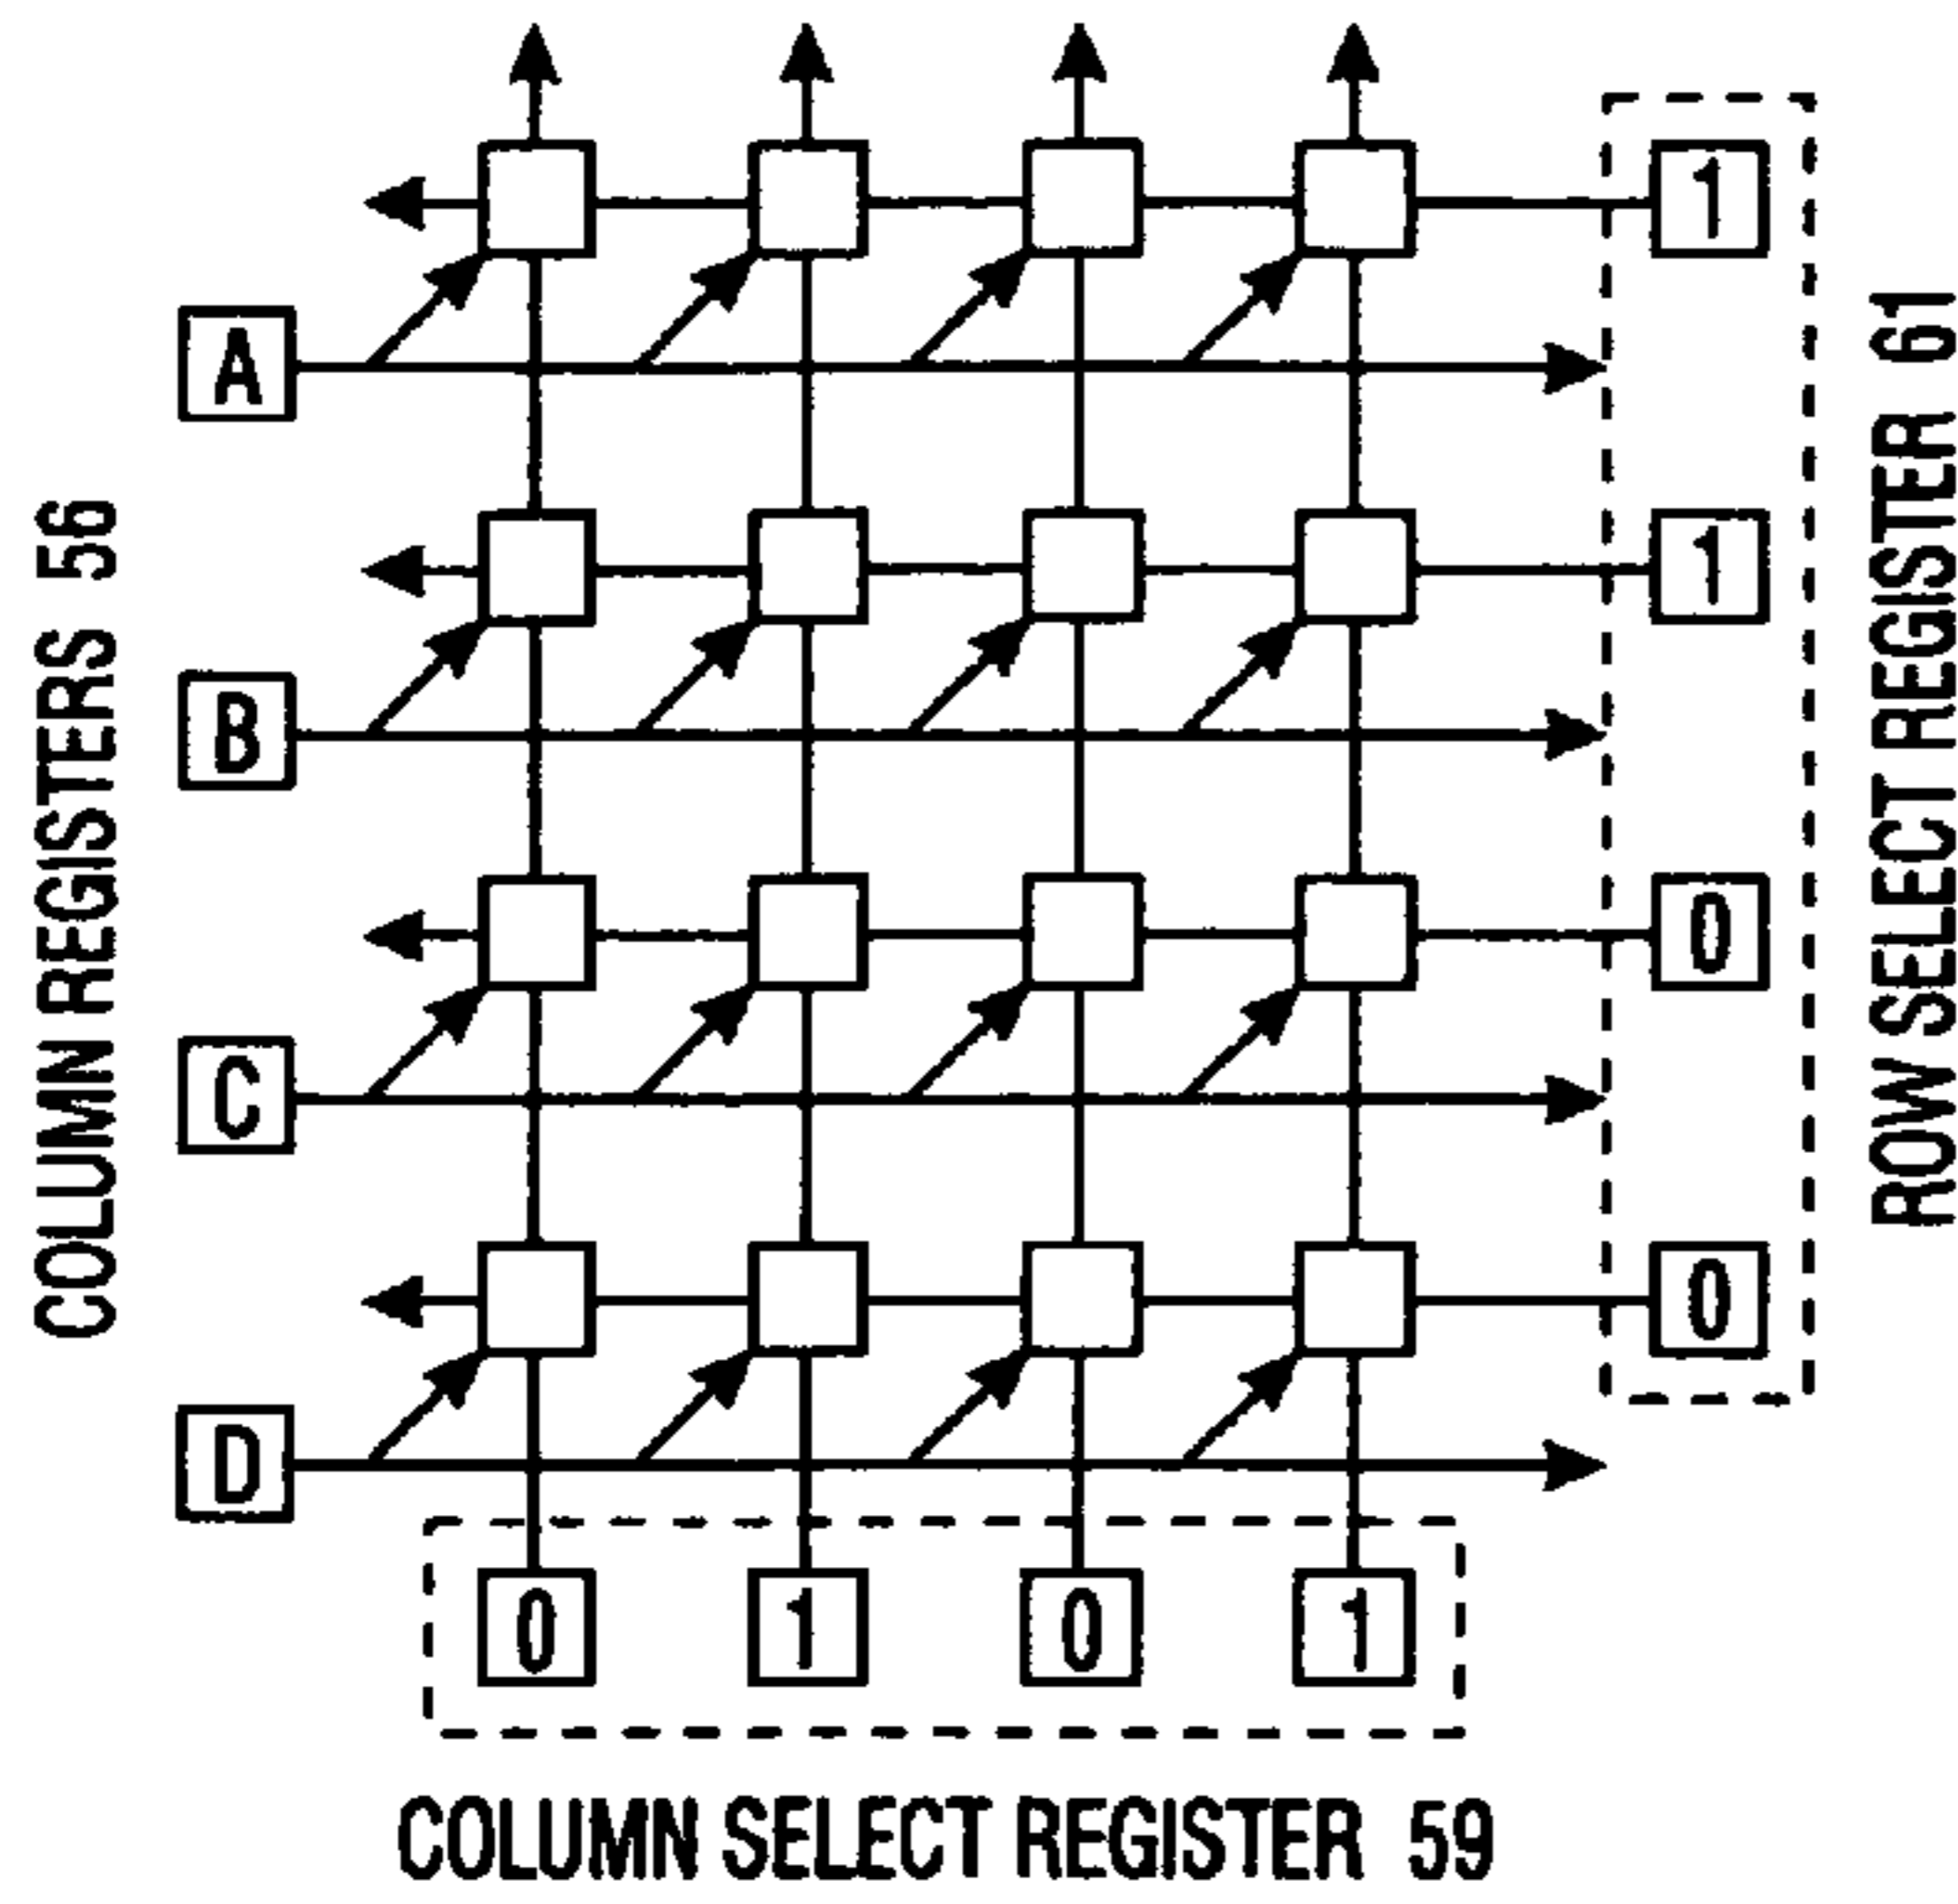 COLUMN REGISTERS 56
A
B
C
D
1
1
0
0
ROW SELECT REGISTER 61
0 1 0 1
COLUMN SELECT REGISTER 59